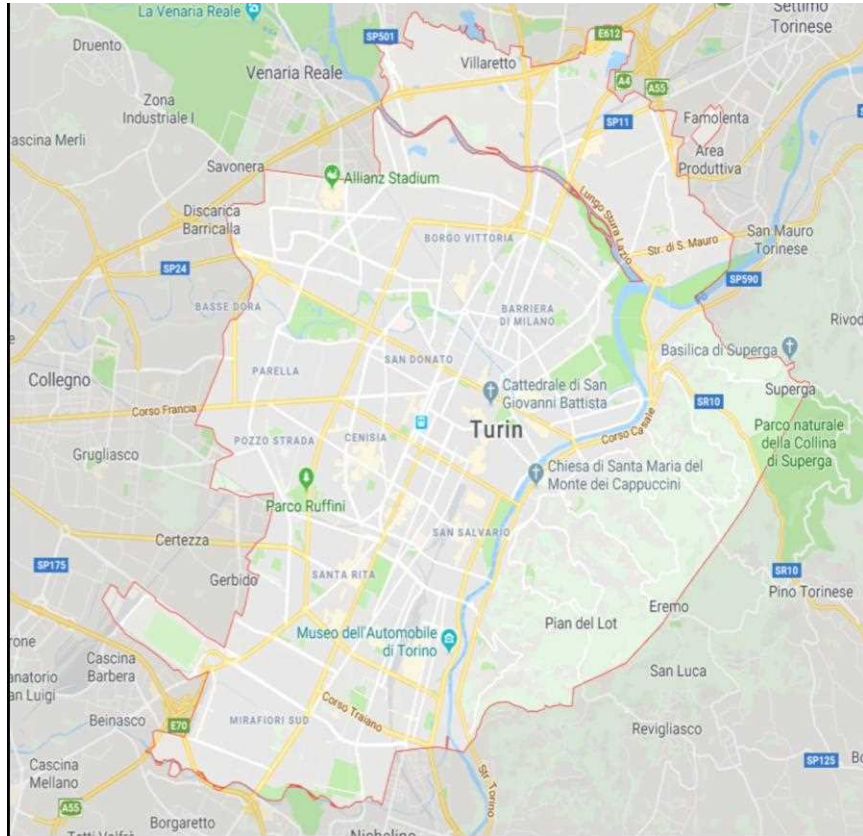 La Venaria Reale
SP501
E612
Settimo
Torinese
Druento
Villaretto
Venaria Reale
A4
A55
Zona
Industriale I
SP11
Famolenta
Area
Produttiva
Savonera
Allianz Stadium
Lungo Stura Lazio
Discarica
Barricalla
BORGO VITTORIA
Str. di S. Mauro
San Mauro
Torinese
SP24
SP590
BASSE DORA
BARRIERA
DI MILANO
Basilica di Superga
SAN DONATO
PARELLA
Collegno
Cattedrale di San
Giovanni Battista
Superga
Corso Francia
SR10
Corso Casale
Parco naturale
della Collina
di Superga
Turin
POZZO STRADA
CENISIA
Grugliasco
Chiesa di Santa Maria del
Monte dei Cappuccini
Parco Ruffini
SAN SALVARIO
Certezza
SP175
Gerbido
SANTA RITA
SR10
Pino Torinese
Eremo
Pian del Lot
Museo dell'Automobile
di Torino
Cascina
Barbera
San Luca
Corso Traiano
Beinasco
E70
MIRAFIORI SUD
Revigliasco
SP125
Cascina
Mellano
Str. Torino
A55
Borgaretto